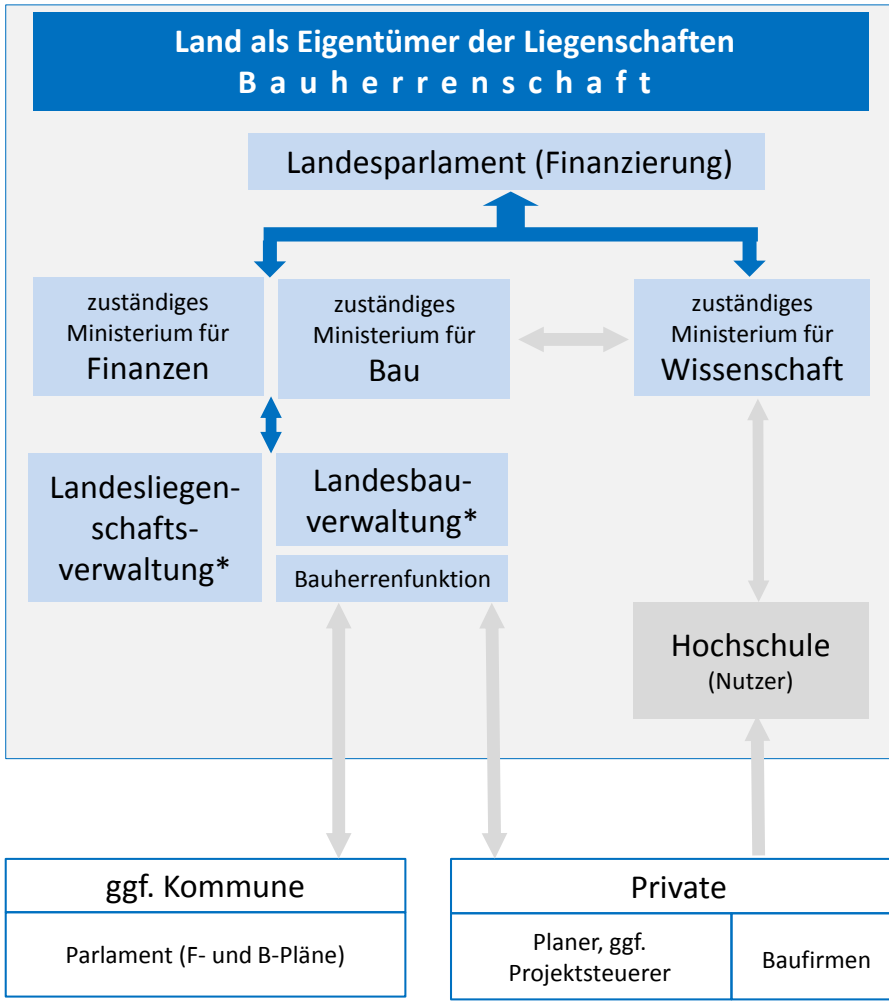 Land als Eigentümer der Liegenschaften
Bauherrenschaft
Landesparlament (Finanzierung)
zuständiges
Ministerium für
Finanzen
zuständiges
Ministerium für
Bau
zuständiges
Ministerium für
Wissenschaft
Landesliegen-
schafts-
verwaltung*
Landesbau-
verwaltung*
Bauherrenfunktion
Hochschule
(Nutzer)
ggf. Kommune
Parlament (F- und B-Pläne)
Private
Planer, ggf.
Projektsteuerer
Baufirmen